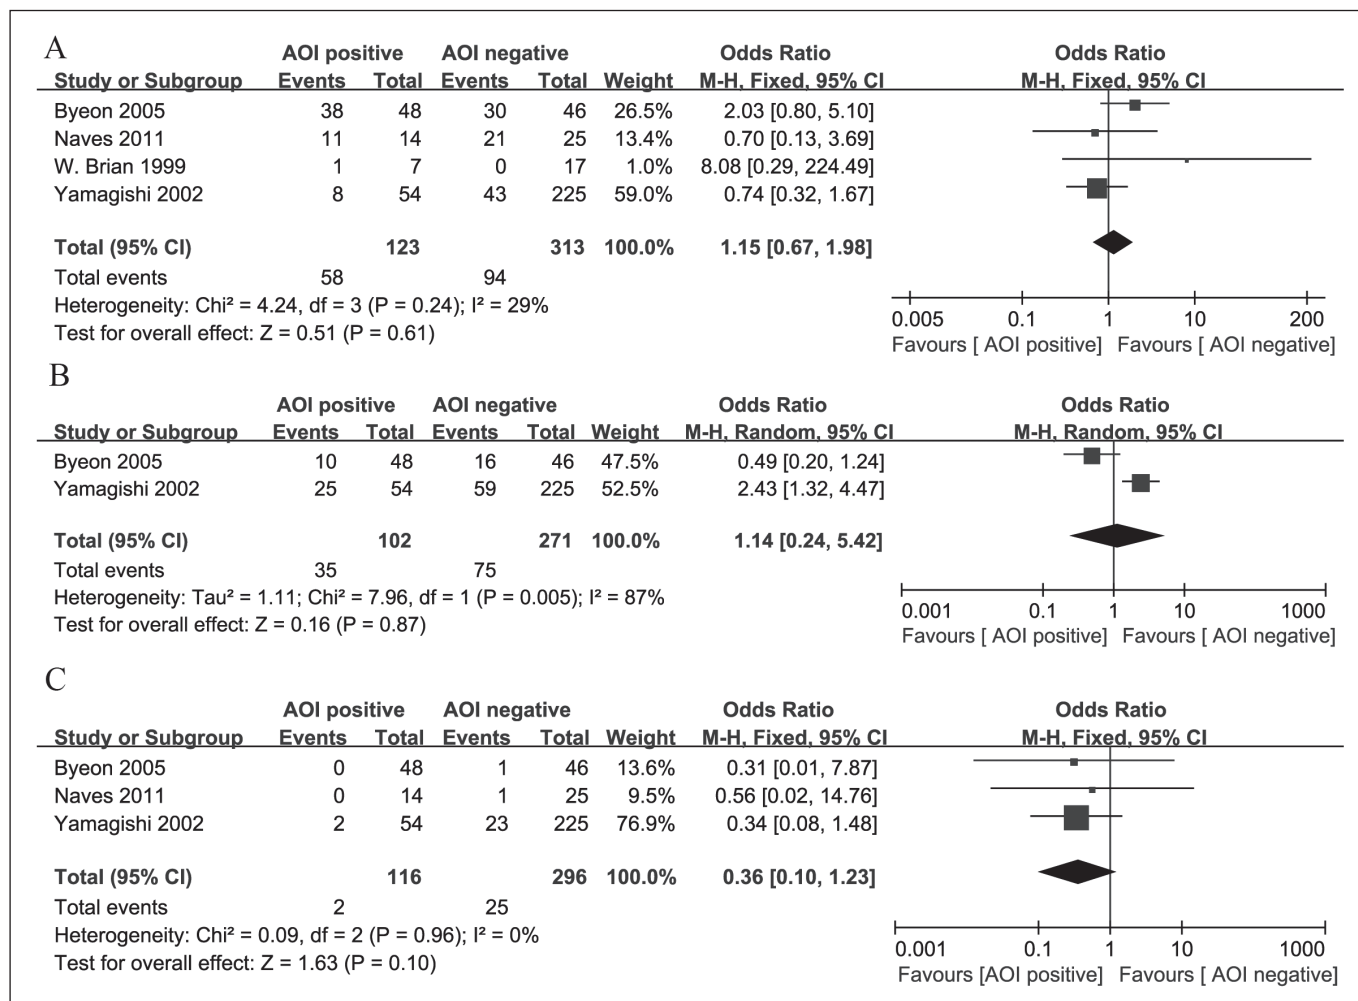 A
AOI positive AOI negative Odds Ratio Odds Ratio
Study or Subgroup Events Total Events Total Weight M-H, Fixed, 95% CI M-H, Fixed, 95% CI
Byeon 2005 38 48 30 46 26.5% 2.03 [0.80, 5.10]
Naves 2011 11 14 21 25 13.4% 0.70 [0.13, 3.69]
W. Brian 1999 1 7 0 17 1.0% 8.08 [0.29, 224.49]
Yamagishi 2002 8 54 43 225 59.0% 0.74 [0.32, 1.67]
Total (95% CI) 123 313 100.0% 1.15 [0.67, 1.98]
Total events 58 94
Heterogeneity: Chi² = 4.24, df = 3 (P = 0.24); I² = 29%
Test for overall effect: Z = 0.51 (P = 0.61)
0.005 0.1 1 10 200
Favours [ AOI positive] Favours [ AOI negative]
B
AOI positive AOI negative Odds Ratio Odds Ratio
Study or Subgroup Events Total Events Total Weight M-H, Random, 95% CI M-H, Random, 95% CI
Byeon 2005 10 48 16 46 47.5% 0.49 [0.20, 1.24]
Yamagishi 2002 25 54 59 225 52.5% 2.43 [1.32, 4.47]
Total (95% CI) 102 271 100.0% 1.14 [0.24, 5.42]
Total events 35 75
Heterogeneity: Tau² = 1.11; Chi² = 7.96, df = 1 (P = 0.005); I² = 87%
Test for overall effect: Z = 0.16 (P = 0.87)
0.001 0.1 1 10 1000
Favours [ AOI positive] Favours [ AOI negative]
C
AOI positive AOI negative Odds Ratio Odds Ratio
Study or Subgroup Events Total Events Total Weight M-H, Fixed, 95% CI M-H, Fixed, 95% CI
Byeon 2005 0 48 1 46 13.6% 0.31 [0.01, 7.87]
Naves 2011 0 14 1 25 9.5% 0.56 [0.02, 14.76]
Yamagishi 2002 2 54 23 225 76.9% 0.34 [0.08, 1.48]
Total (95% CI) 116 296 100.0% 0.36 [0.10, 1.23]
Total events 2 25
Heterogeneity: Chi² = 0.09, df = 2 (P = 0.96); I² = 0%
Test for overall effect: Z = 1.63 (P = 0.10)
0.001 0.1 1 10 1000
Favours [AOI positive] Favours [ AOI negative]